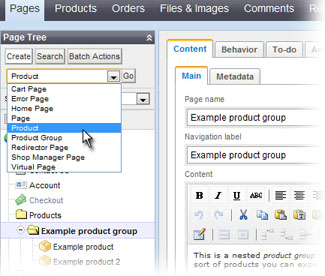 Pages Products Orders Files & Images Comments
Page Tree
Create Search Batch Actions
Product Go
Cart Page
Error Page
Home Page
Page
Product
Product Group
Redirector Page
Shop Manager Page
Virtual Page
Account
Checkout
Products
Example product group
Example product
Example product 2
Content Behavior To-do
Main Metadata
Page name
Example product group
Navigation label
Example product group
Content
B I U ABC
This is a nested product group
sort of products you can